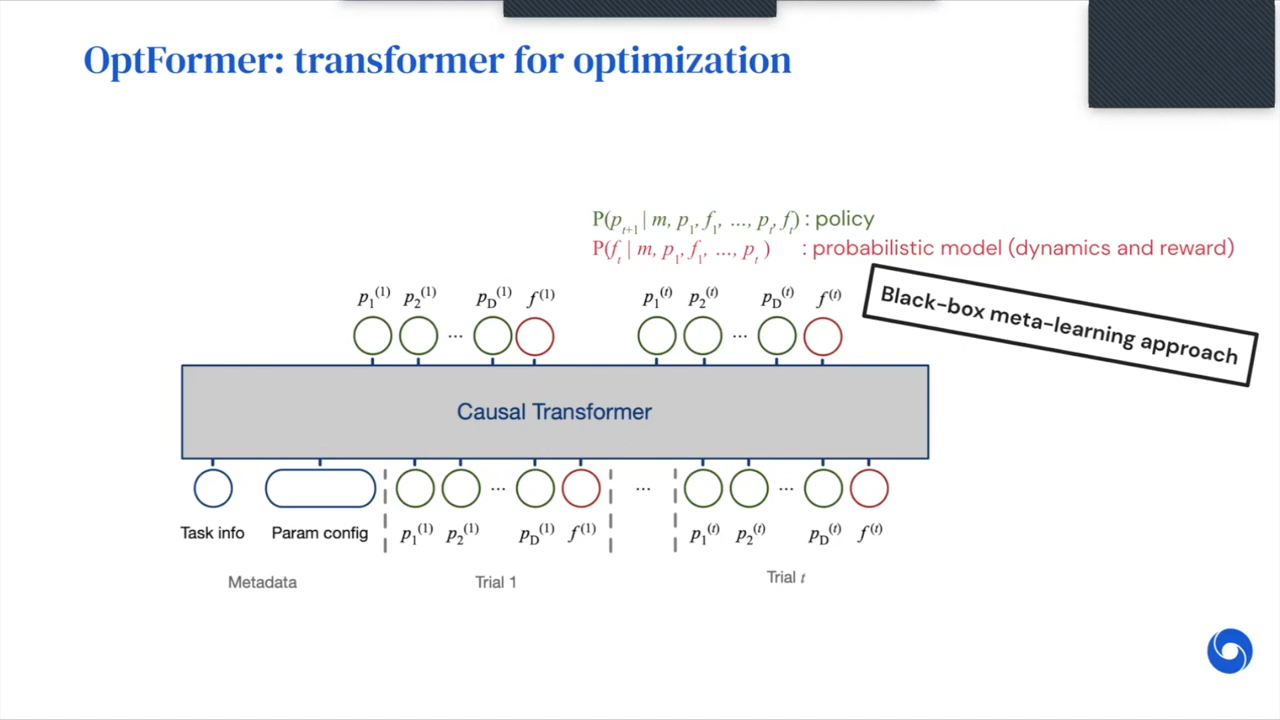 OptFormer: transformer for optimization
P(p_{t+1} | m, p_1, f_1, ..., p_t, f_t) : policy
P(f_t | m, p_1, f_1, ..., p_t ) : probabilistic model (dynamics and reward)
Black-box meta-learning approach
p_1^{(1)} p_2^{(1)} p_D^{(1)} f^{(1)} p_1^{(t)} p_2^{(t)} p_D^{(t)} f^{(t)}
... ...
Causal Transformer
... ... ...
Task info Param config p_1^{(1)} p_2^{(1)} p_D^{(1)} f^{(1)} p_1^{(t)} p_2^{(t)} p_D^{(t)} f^{(t)}
Metadata Trial 1 Trial t